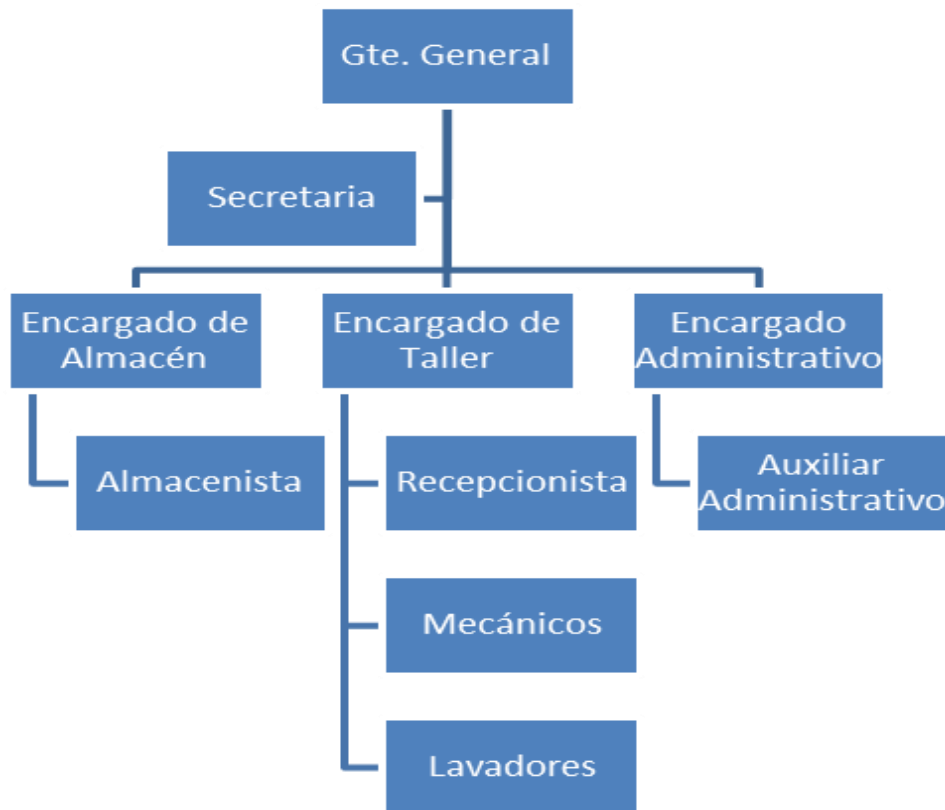 Gte. General
Secretaria
Encargado de
Almacén
Encargado de
Taller
Encargado
Administrativo
Almacenista
Recepcionista
Auxiliar
Administrativo
Mecánicos
Lavadores